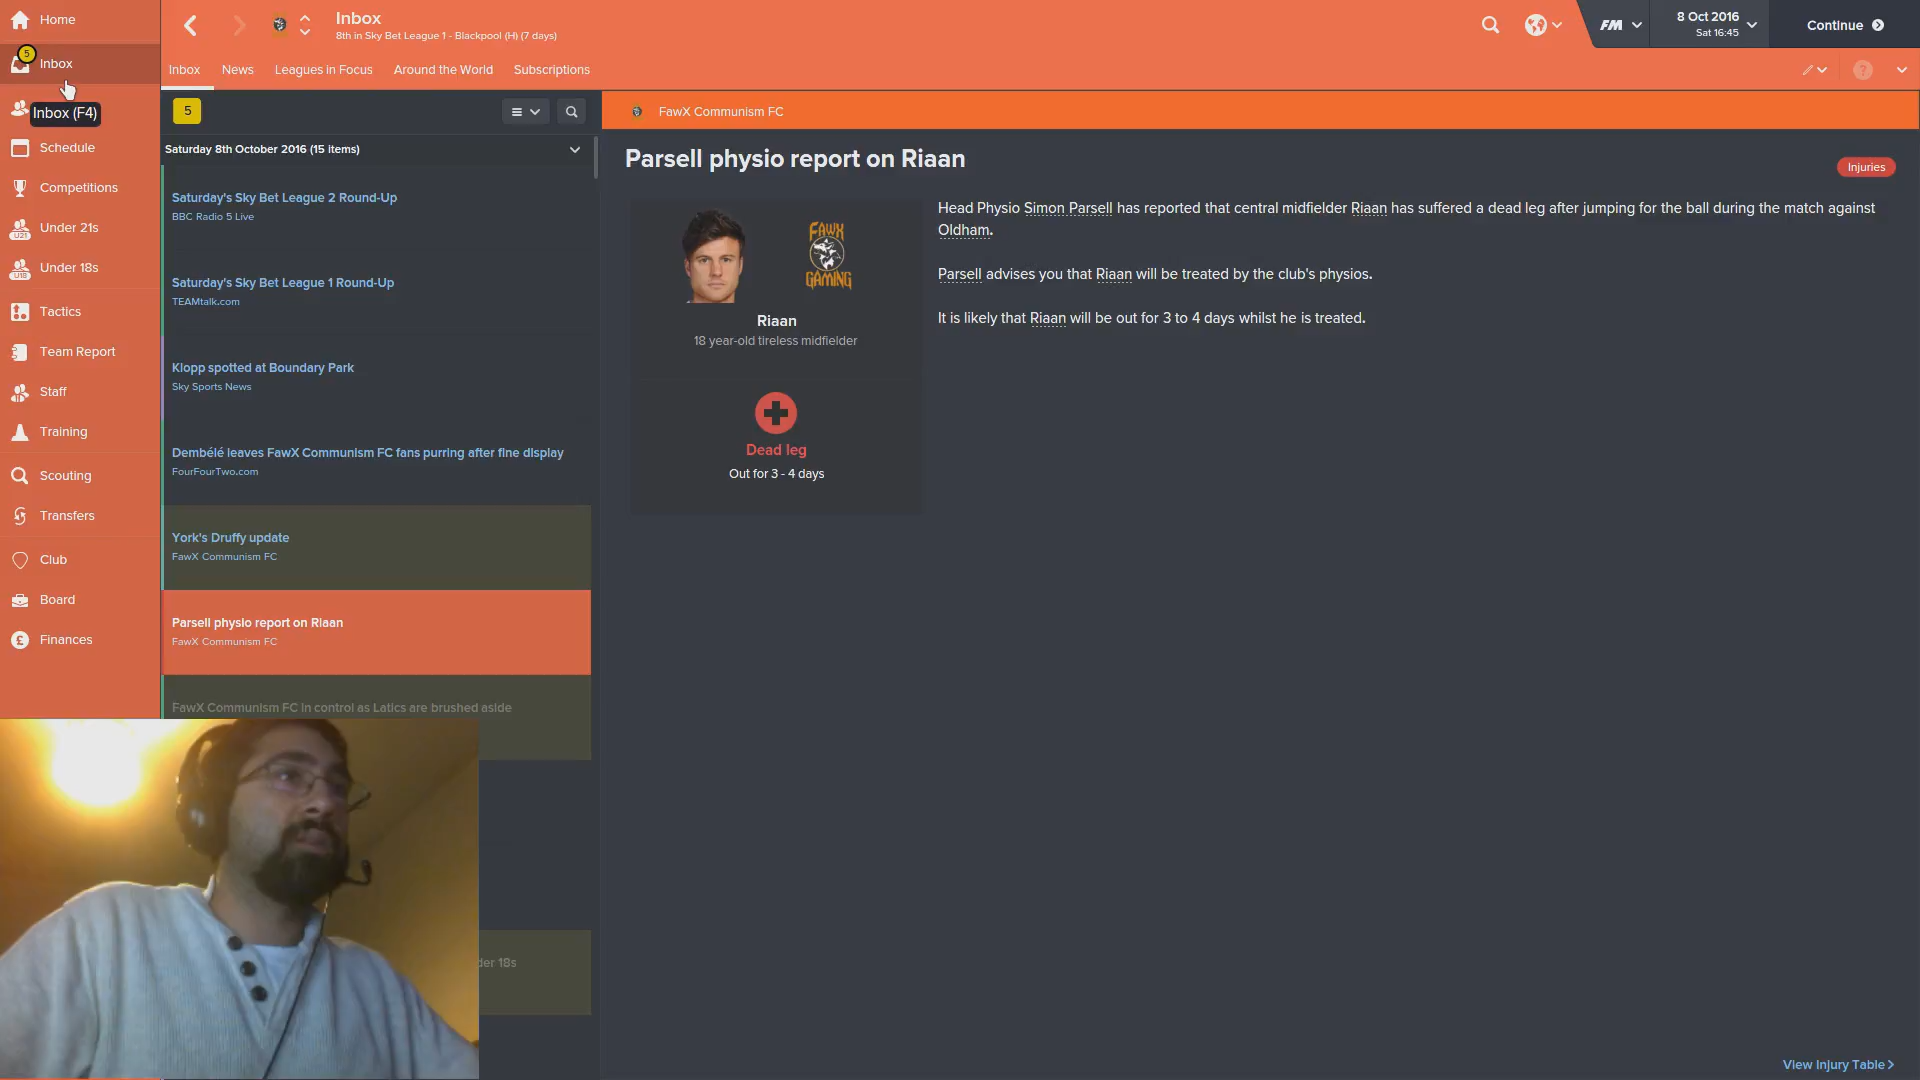 Home
5
Inbox
Inbox (F4)
Schedule
Competitions
U21
Under 21s
U18
Under 18s
Tactics
Team Report
Staff
Training
Scouting
Transfers
Club
Board
£
Finances
Inbox
8th in Sky Bet League 1 - Blackpool (H) (7 days)
FM
8 Oct 2016
Sat 16:45
Continue
Inbox
News
Leagues in Focus
Around the World
Subscriptions
?
5
Saturday 8th October 2016 (15 items)
Saturday's Sky Bet League 2 Round-Up
BBC Radio 5 Live
Saturday's Sky Bet League 1 Round-Up
TEAMtalk.com
Klopp spotted at Boundary Park
Sky Sports News
Dembélé leaves FawX Communism FC fans purring after fine display
FourFourTwo.com
York's Druffy update
FawX Communism FC
Parsell physio report on Riaan
FawX Communism FC
FawX Communism FC in control as Latics are brushed aside
der 18s
FawX Communism FC
Parsell physio report on Riaan
Injuries
FAWX
GAMING
Riaan
18 year-old tireless midfielder
Dead leg
Out for 3 - 4 days
Head Physio Simon Parsell has reported that central midfielder Riaan has suffered a dead leg after jumping for the ball during the match against
Oldham.
Parsell advises you that Riaan will be treated by the club's physios.
It is likely that Riaan will be out for 3 to 4 days whilst he is treated.
View Injury Table >